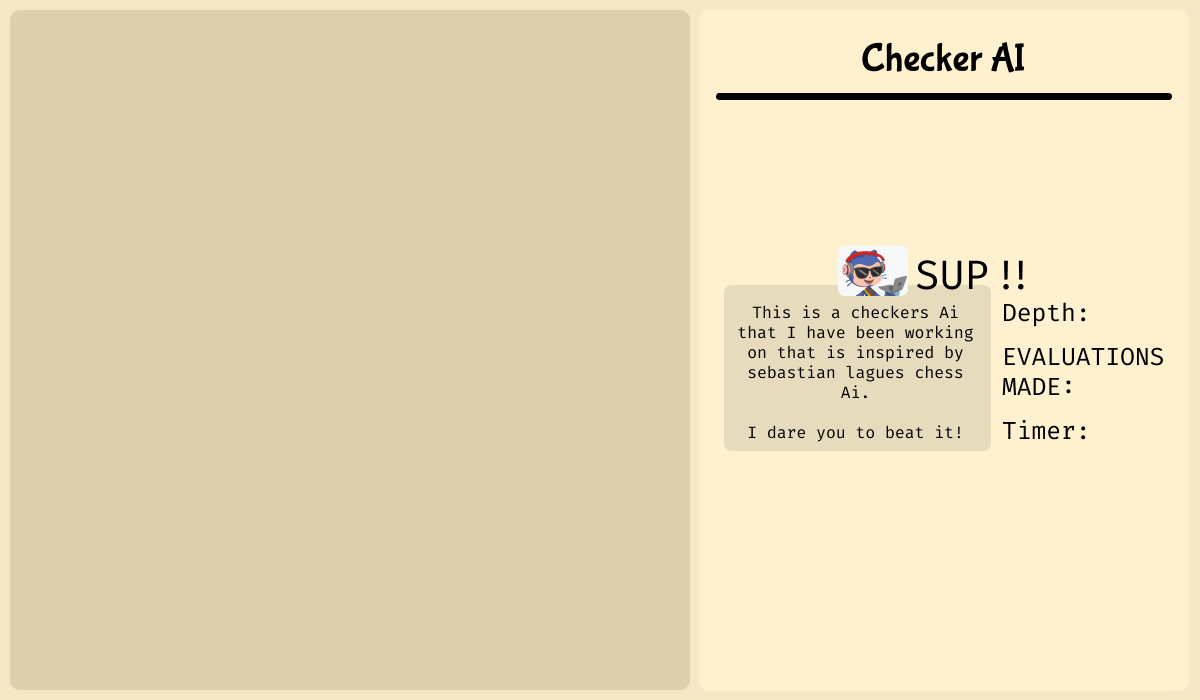 Checker AI
SUP !!
This is a checkers Ai
that I have been working
on that is inspired by
sebastian lagues chess
Ai.
I dare you to beat it!
Depth:
EVALUATIONS
MADE:
Timer: